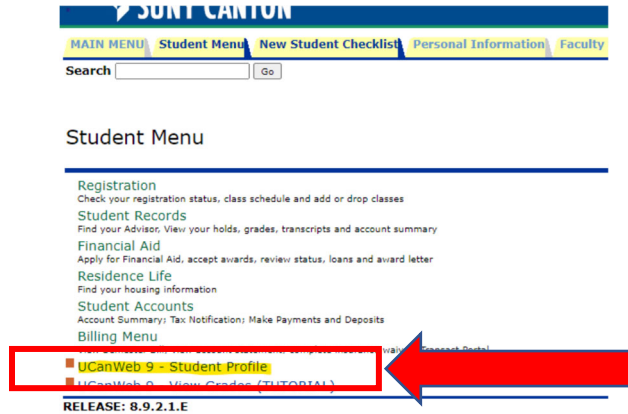 SUNY CANTON
MAIN MENU Student Menu New Student Checklist Personal Information Faculty
Search Go
Student Menu
Registration
Check your registration status, class schedule and add or drop classes
Student Records
Find your Advisor, View your holds, grades, transcripts and account summary
Financial Aid
Apply for Financial Aid, accept awards, review status, loans and award letter
Residence Life
Find your housing information
Student Accounts
Account Summary; Tax Notification; Make Payments and Deposits
Billing Menu
UCanWeb 9 - Student Profile
UCanWeb 9 - View Grades (TUTORIAL)
RELEASE: 8.9.2.1.E